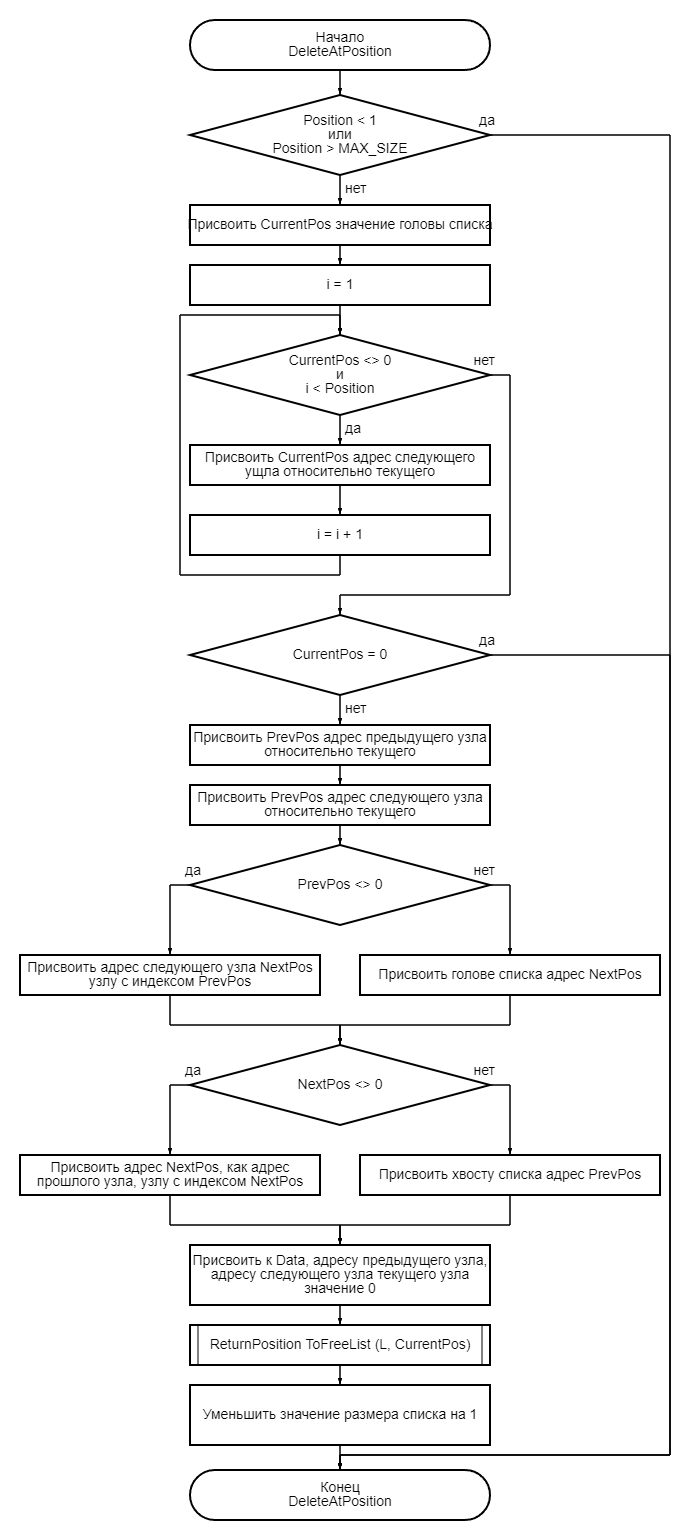 Начало
DeleteAtPosition
Position < 1
или
Position > MAX_SIZE
да
нет
Присвоить CurrentPos значение головы списка
i = 1
CurrentPos <> 0
и
i < Position
нет
да
Присвоить CurrentPos адрес следующего
ущла относительно текущего
i = i + 1
CurrentPos = 0
да
нет
Присвоить PrevPos адрес предыдущего узла
относительно текущего
Присвоить PrevPos адрес следующего узла
относительно текущего
да
PrevPos <> 0
нет
Присвоить адрес следующего узла NextPos
узлу с индексом PrevPos
Присвоить голове списка адрес NextPos
да
NextPos <> 0
нет
Присвоить адрес NextPos, как адрес
прошлого узла, узлу с индексом NextPos
Присвоить хвосту списка адрес PrevPos
Присвоить к Data, адресу предыдущего узла,
адресу следующего узла текущего узла
значение 0
ReturnPosition ToFreeList (L, CurrentPos)
Уменьшить значение размера списка на 1
Конец
DeleteAtPosition